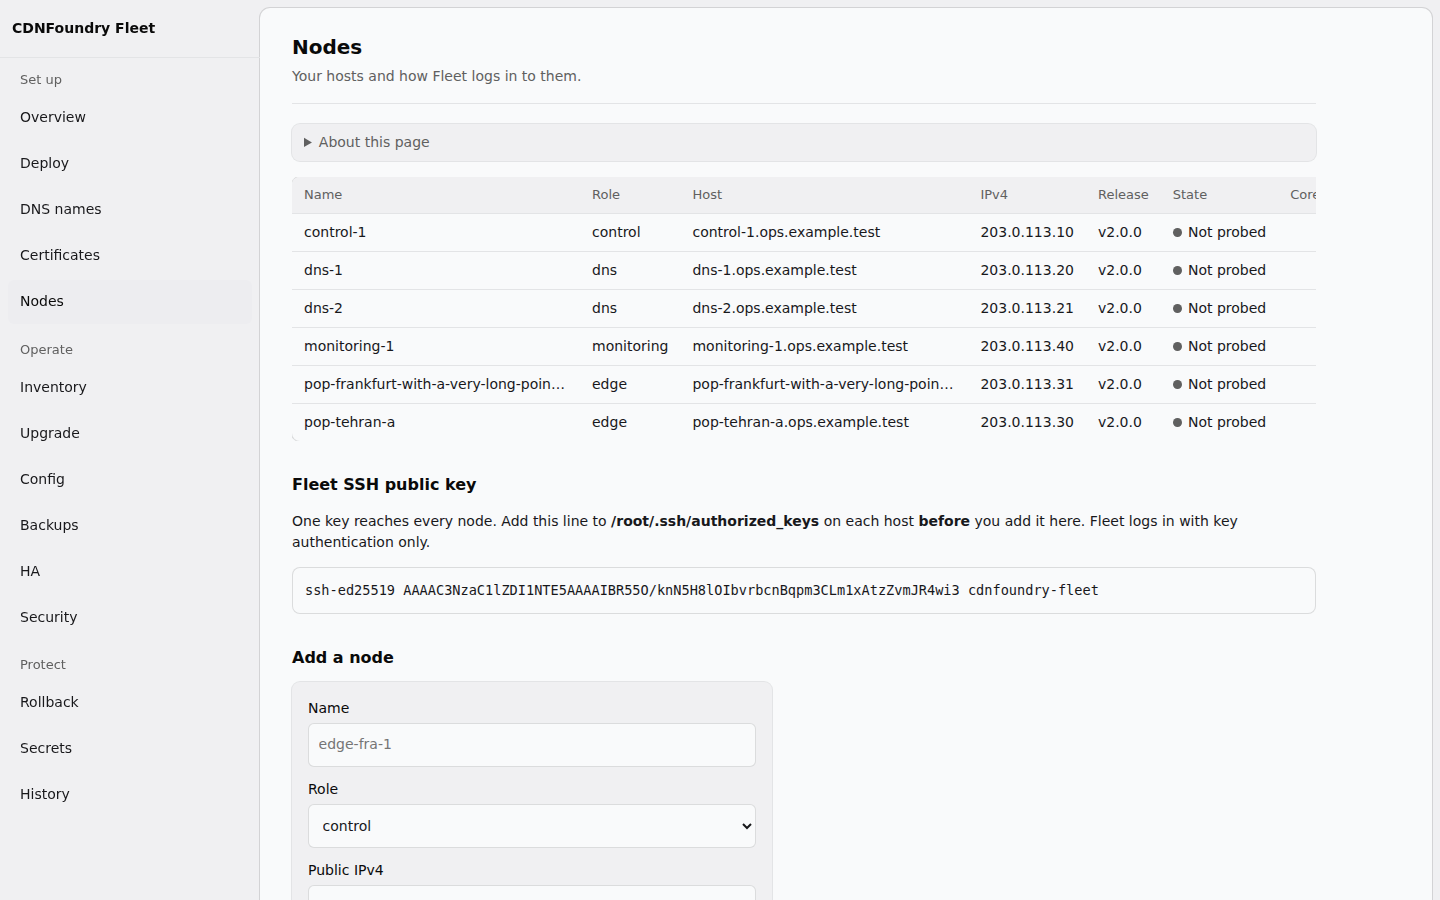 CDNFoundry Fleet
Set up
Overview
Deploy
DNS names
Certificates
Nodes
Operate
Inventory
Upgrade
Config
Backups
HA
Security
Protect
Rollback
Secrets
History
Nodes
Your hosts and how Fleet logs in to them.
About this page
Name Role Host IPv4 Release State Core
control-1 control control-1.ops.example.test 203.0.113.10 v2.0.0 Not probed
dns-1 dns dns-1.ops.example.test 203.0.113.20 v2.0.0 Not probed
dns-2 dns dns-2.ops.example.test 203.0.113.21 v2.0.0 Not probed
monitoring-1 monitoring monitoring-1.ops.example.test 203.0.113.40 v2.0.0 Not probed
pop-frankfurt-with-a-very-long-poin… edge pop-frankfurt-with-a-very-long-poin… 203.0.113.31 v2.0.0 Not probed
pop-tehran-a edge pop-tehran-a.ops.example.test 203.0.113.30 v2.0.0 Not probed
Fleet SSH public key
One key reaches every node. Add this line to /root/.ssh/authorized_keys on each host before you add it here. Fleet logs in with key
authentication only.
ssh-ed25519 AAAAC3NzaC1lZDI1NTE5AAAAIBR55O/knN5H8lOIbvrbcnBqpm3CLm1xAtzZvmJR4wi3 cdnfoundry-fleet
Add a node
Name
edge-fra-1
Role
control
Public IPv4